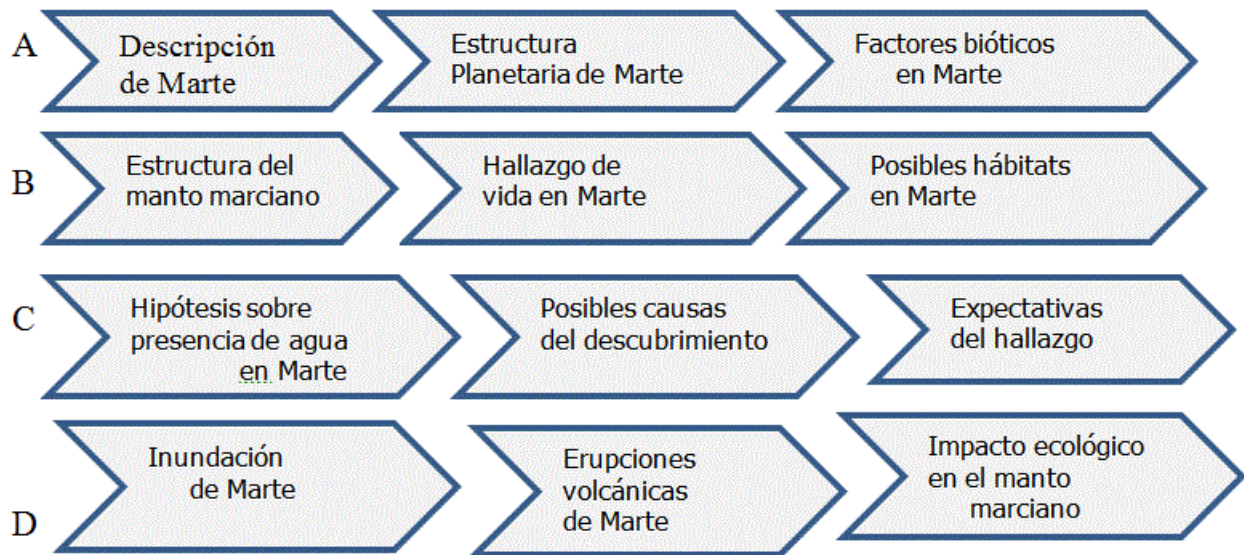 A
Descripción
de Marte
Estructura
Planetaria de Marte
Factores bióticos
en Marte
B
Estructura del
manto marciano
Hallazgo de
vida en Marte
Posibles hábitats
en Marte
C
Hipótesis sobre
presencia de agua
en Marte
Posibles causas
del descubrimiento
Expectativas
del hallazgo
D
Inundación
de Marte
Erupciones
volcánicas
de Marte
Impacto ecológico
en el manto
marciano